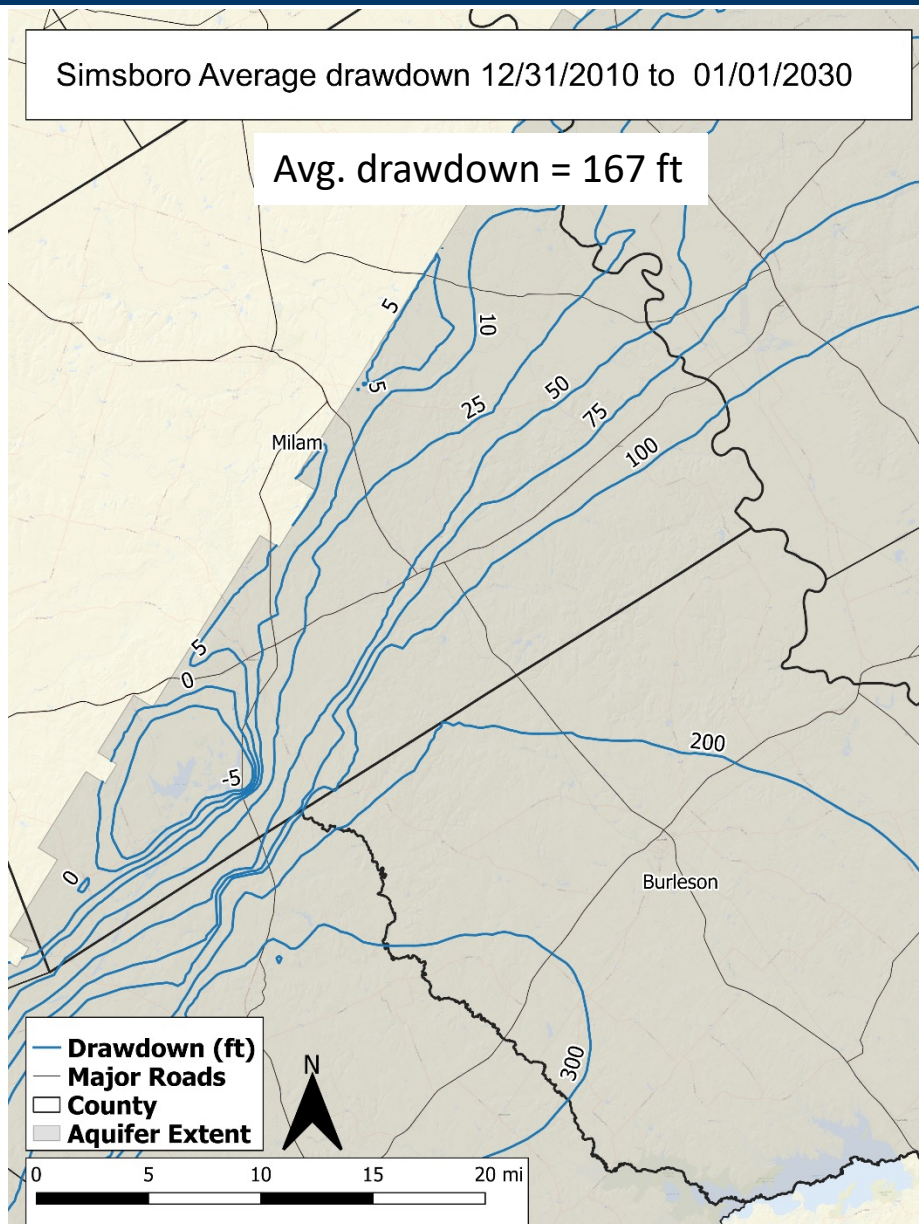 Simsboro Average drawdown 12/31/2010 to 01/01/2030
Avg. drawdown = 167 ft
5
10
5
25
50
75
100
Milam
5
0
-5
200
0
Burleson
300
Drawdown (ft)
Major Roads
County
Aquifer Extent
N
0 5 10 15 20 mi